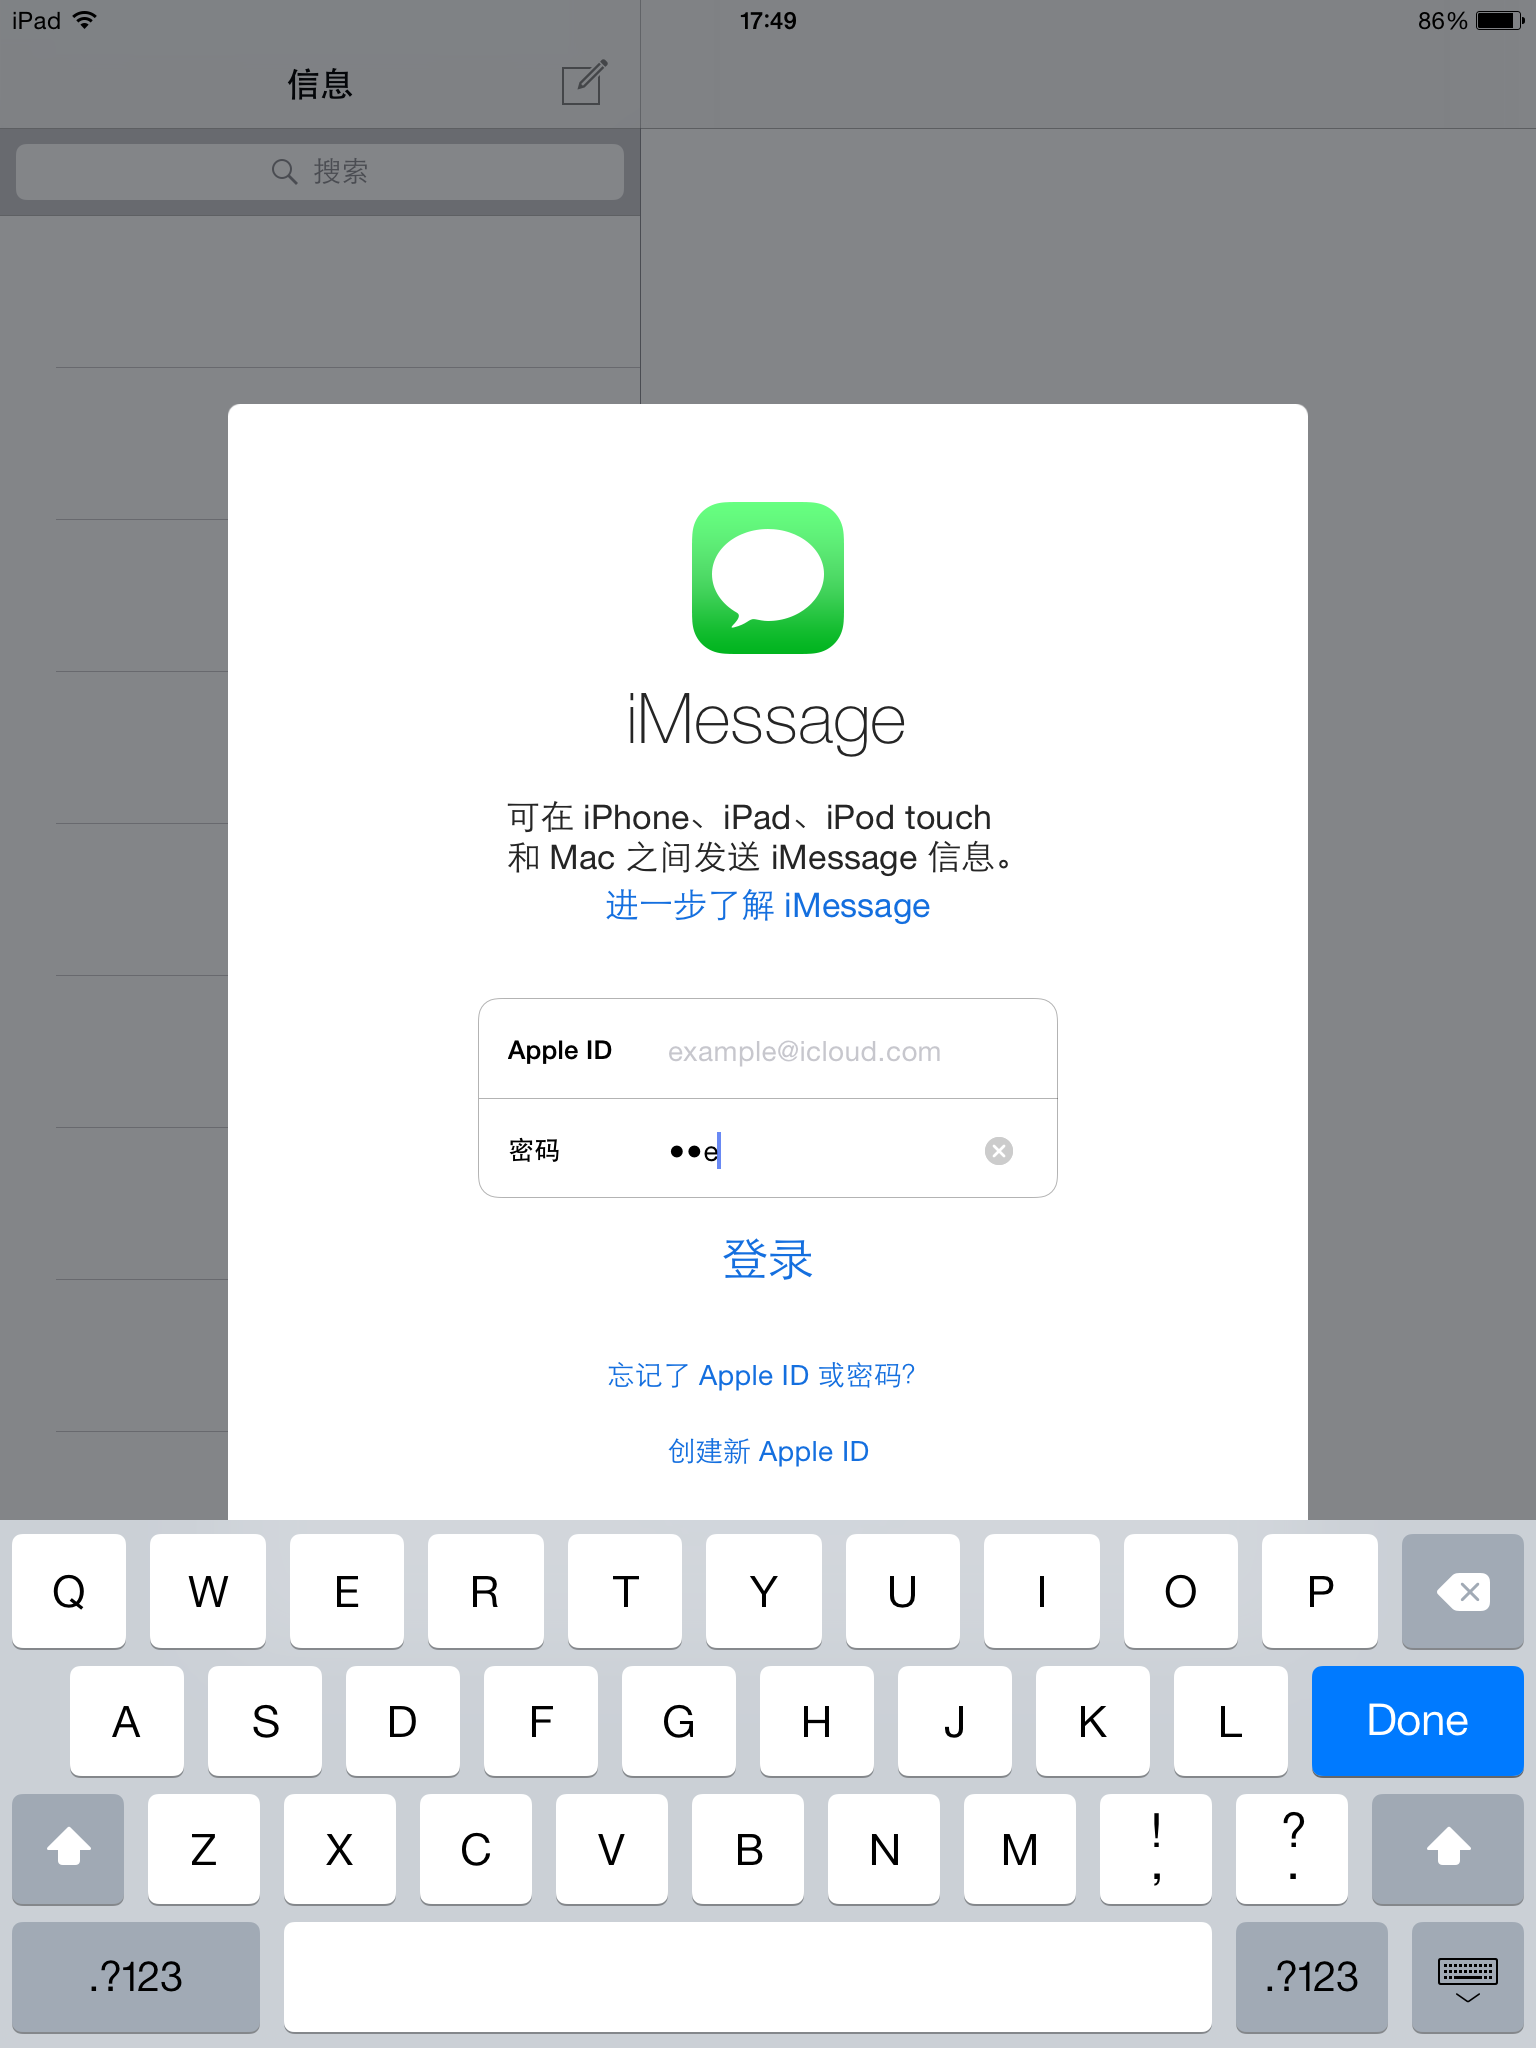 iPad 17:49 86%
信息
搜索
iMessage
可在 iPhone、iPad、iPod touch
和 Mac 之间发送 iMessage 信息。
进一步了解 iMessage
Apple ID example@icloud.com
密码 ••e
登录
忘记了 Apple ID 或密码?
创建新 Apple ID
Q W E R T Y U I O P
A S D F G H J K L Done
Z X C V B N M ! , ? .
.?123 .?123